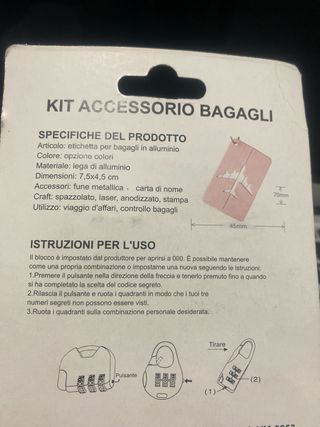 KIT ACCESSORIO BAGAGLI
SPECIFICHE DEL PRODOTTO
Articolo: etichetta per bagagli in alluminio
Colore: opzione colori
Materiale: lega di alluminio
Dimensioni: 7,5x4,5 cm
Accessori: fune metallica, carta di nome
Craft: spazzolato, laser, anodizzato, stampa
Utilizzo: viaggio d'affari, controllo bagagli
70mm
45mm
ISTRUZIONI PER L'USO
Il blocco è impostato dal produttore per aprirsi a 000. È possibile mantenere
come una propria combinazione o impostarne una nuova seguendo le istruzioni:
1.Premere il pulsante nella direzione della freccia e tenerlo premuto fino a quando
si ha completato la scelta del codice segreto.
2.Rilascia il pulsante e ruota i quadranti in modo che i tuoi tre
numeri segreti non possono essere visti.
3.Ruota i quadranti sulla combinazione personale desiderata.
Pulsante
Tirare
(1)
(2)